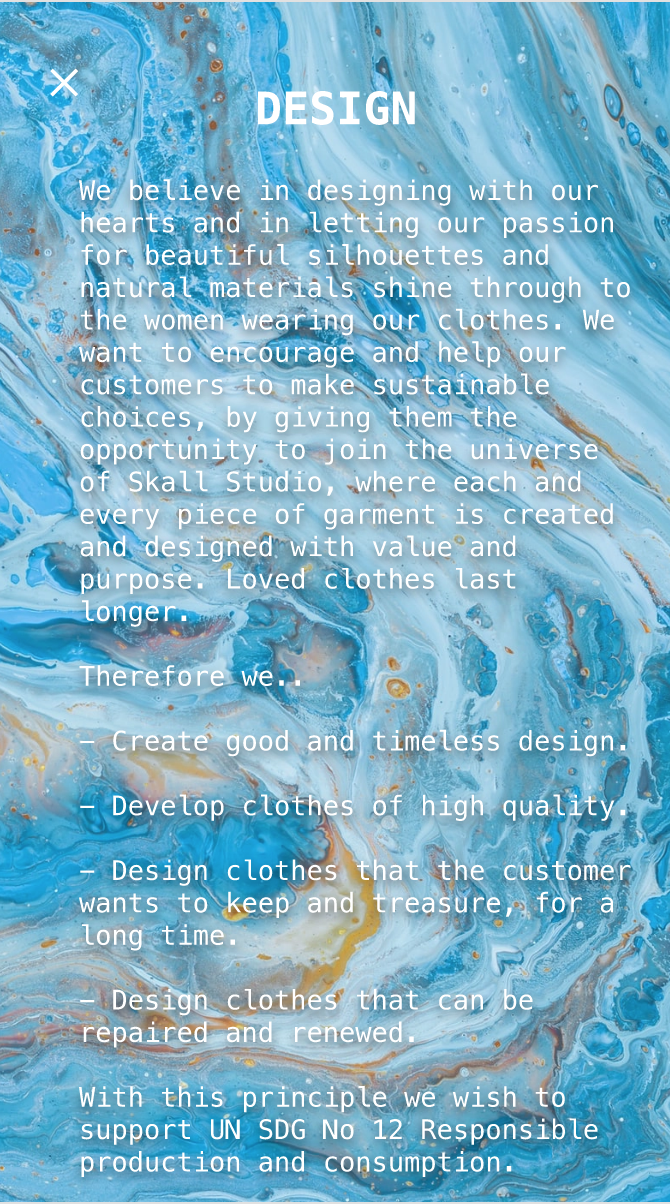 DESIGN
We believe in designing with our
hearts and in letting our passion
for beautiful silhouettes and
natural materials shine through to
the women wearing our clothes. We
want to encourage and help our
customers to make sustainable
choices, by giving them the
opportunity to join the universe
of Skall Studio, where each and
every piece of garment is created
and designed with value and
purpose. Loved clothes last
longer.
Therefore we..
– Create good and timeless design.
– Develop clothes of high quality.
– Design clothes that the customer
wants to keep and treasure, for a
long time.
– Design clothes that can be
repaired and renewed.
With this principle we wish to
support UN SDG No 12 Responsible
production and consumption.